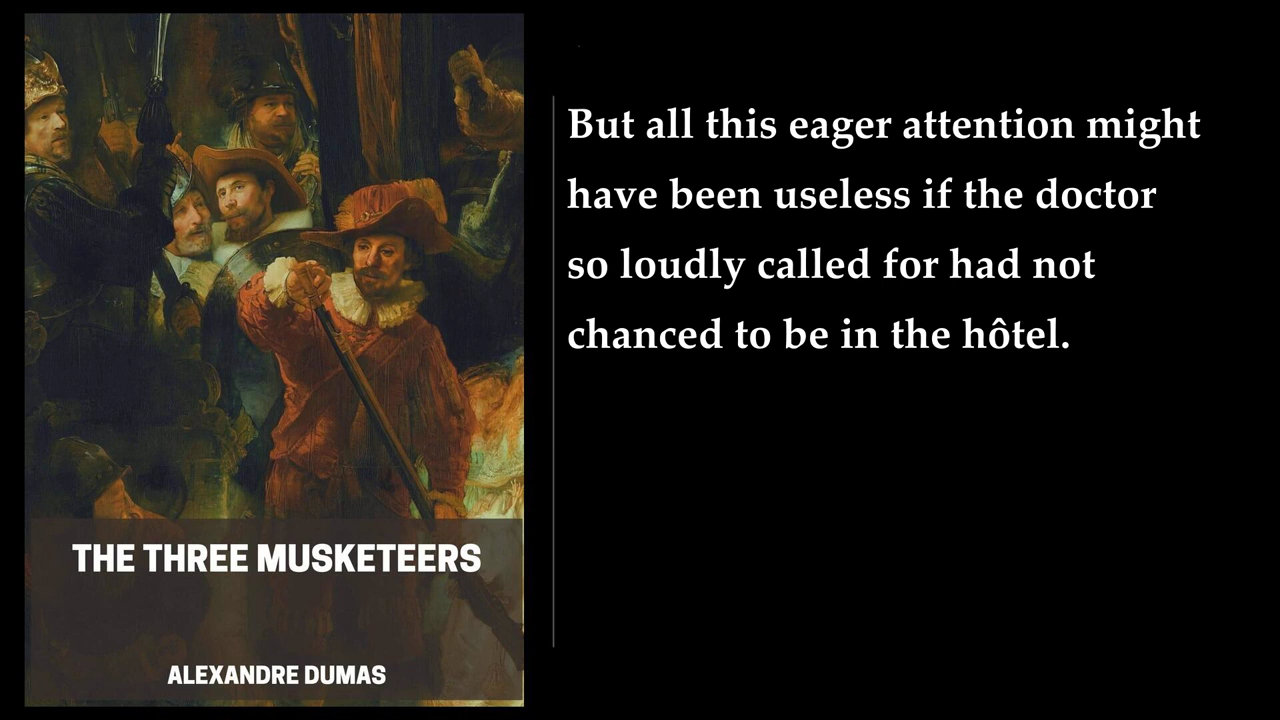 THE THREE MUSKETEERS
ALEXANDRE DUMAS
But all this eager attention might
have been useless if the doctor
so loudly called for had not
chanced to be in the hôtel.